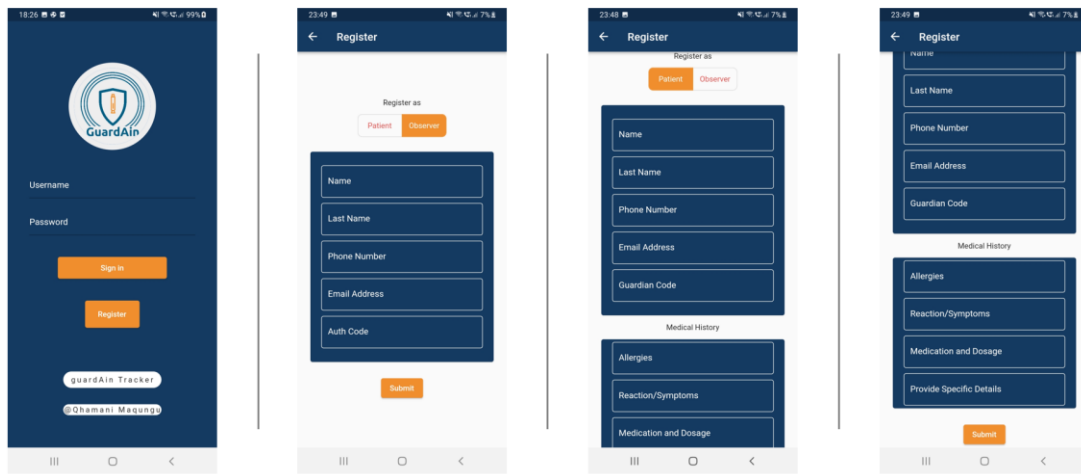 18:26 99%
GuardAin
Username
Password
Sign in
Register
guardAin Tracker
@Qhamani Maqungu
23:49 7%
Register
Register as
Patient Observer
Name
Last Name
Phone Number
Email Address
Auth Code
Submit
23:48 7%
Register
Register as
Patient Observer
Name
Last Name
Phone Number
Email Address
Guardian Code
Medical History
Allergies
Reaction/Symptoms
Medication and Dosage
23:49 7%
Register
Name
Last Name
Phone Number
Email Address
Guardian Code
Medical History
Allergies
Reaction/Symptoms
Medication and Dosage
Provide Specific Details
Submit